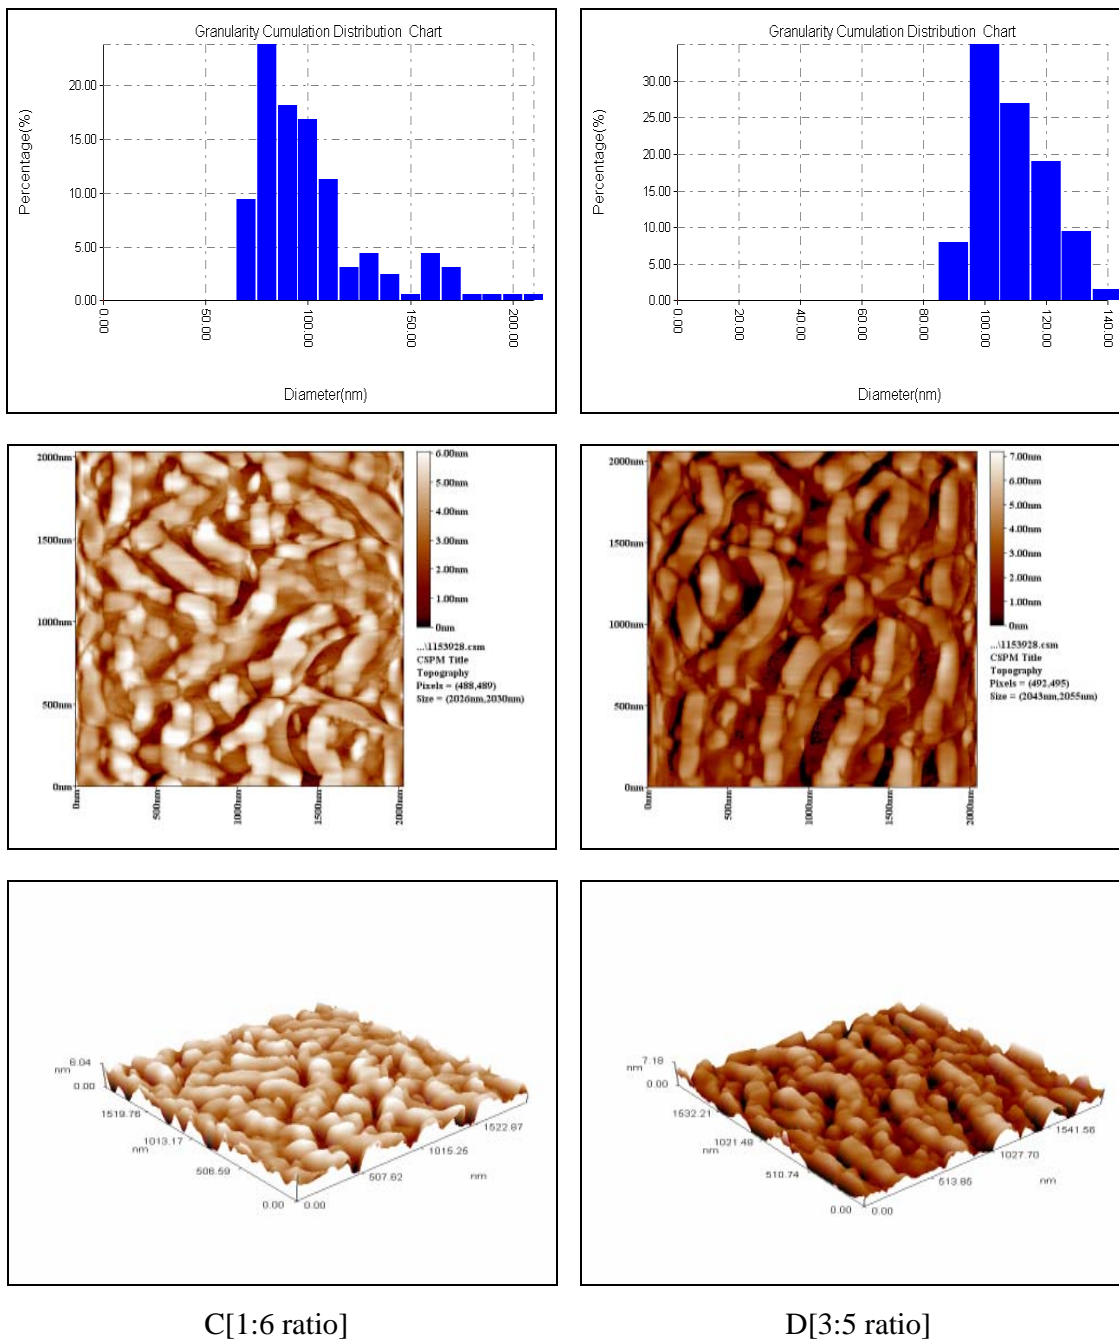 Granularity Cumulation Distribution Chart
Percentage(%)
20.00
15.00
10.00
5.00
0.00
0.00
50.00
100.00
150.00
200.00
Diameter(nm)
Granularity Cumulation Distribution Chart
Percentage(%)
30.00
25.00
20.00
15.00
10.00
5.00
0.00
0.00
20.00
40.00
60.00
80.00
100.00
120.00
140.00
Diameter(nm)
2000nm
1500nm
1000nm
500nm
0nm
0nm
500nm
1000nm
1500nm
2000nm
6.00nm
5.00nm
4.00nm
3.00nm
2.00nm
1.00nm
0nm
...\1153928.csm
CSPM Title
Topography
Pixels = (488,489)
Size = (2026nm,2030nm)
2000nm
1500nm
1000nm
500nm
0nm
0nm
500nm
1000nm
1500nm
2000nm
7.00nm
6.00nm
5.00nm
4.00nm
3.00nm
2.00nm
1.00nm
0nm
...\1153928.csm
CSPM Title
Topography
Pixels = (492,495)
Size = (2043nm,2055nm)
nm
0.00
1519.76
1013.17
nm
506.59
0.00
0.00
507.62
1015.25
1522.87
nm
7.18
nm
0.00
1532.21
1021.48
nm
510.74
0.00
0.00
513.85
1027.70
1541.56
nm
C[1:6 ratio]
D[3:5 ratio]